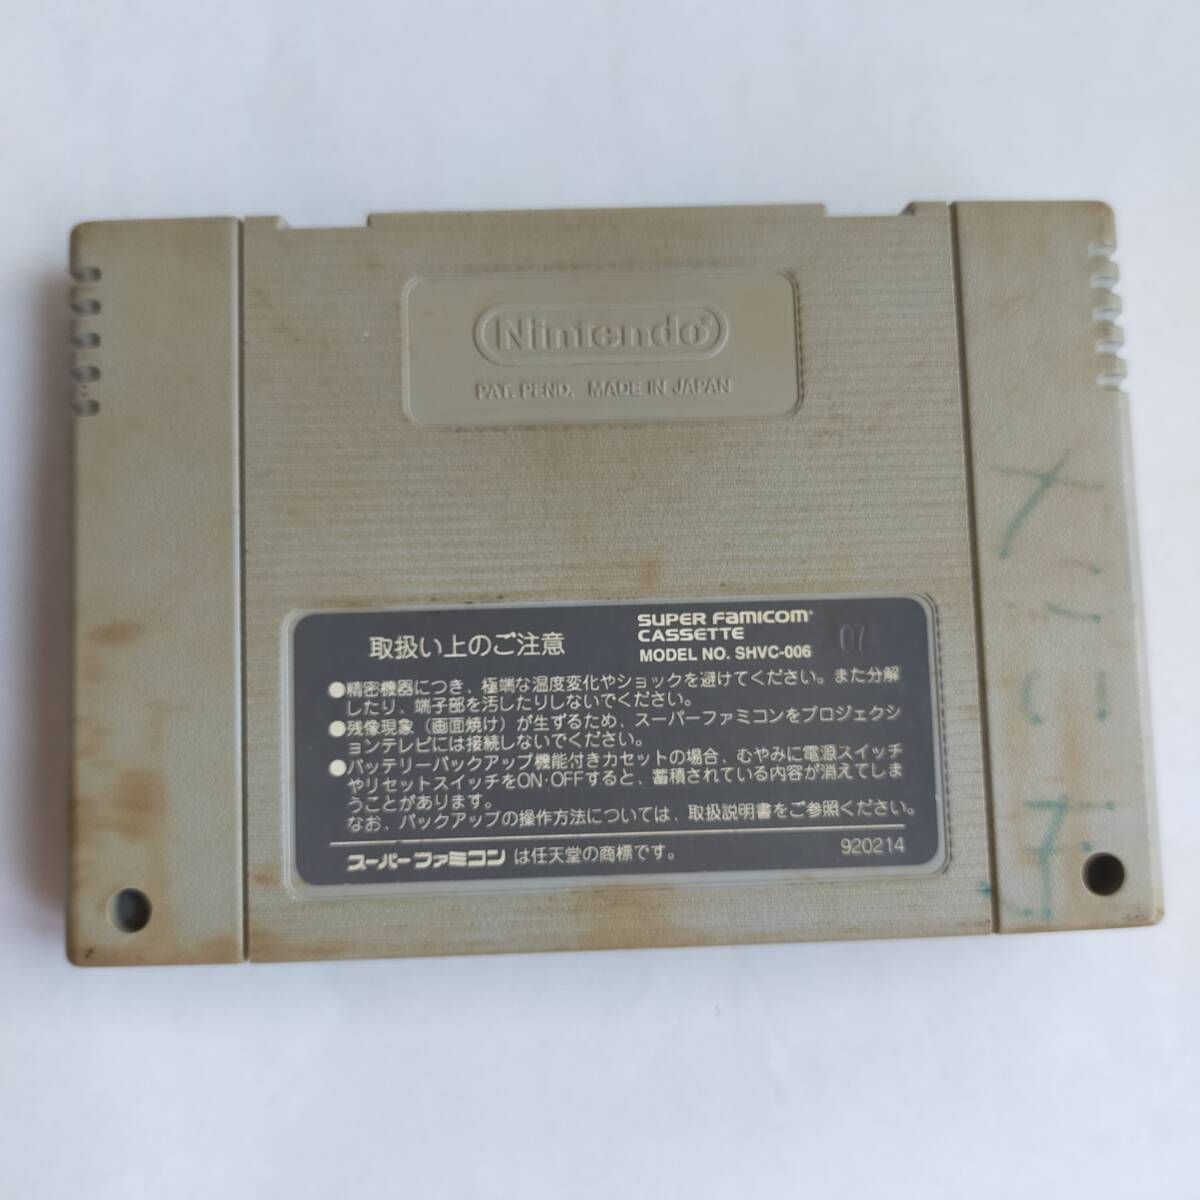 Nintendo®
PAT. PEND. MADE IN JAPAN
取扱い上のご注意
SUPER FAMICOM®
CASSETTE
MODEL NO. SHVC-006
07
●精密機器につき、極端な温度変化やショックを避けてください。また分解
したり、端子部を汚したりしないでください。
●残像現象（画面焼け）が生ずるため、スーパーファミコンをプロジェクシ
ョンテレビには接続しないでください。
●バッテリーバックアップ機能付きカセットの場合、むやみに電源スイッチ
やリセットスイッチをON・OFFすると、蓄積されている内容が消えてしま
うことがあります。
なお、バックアップの操作方法については、取扱説明書をご参照ください。
スーパーファミコン は任天堂の商標です。
920214